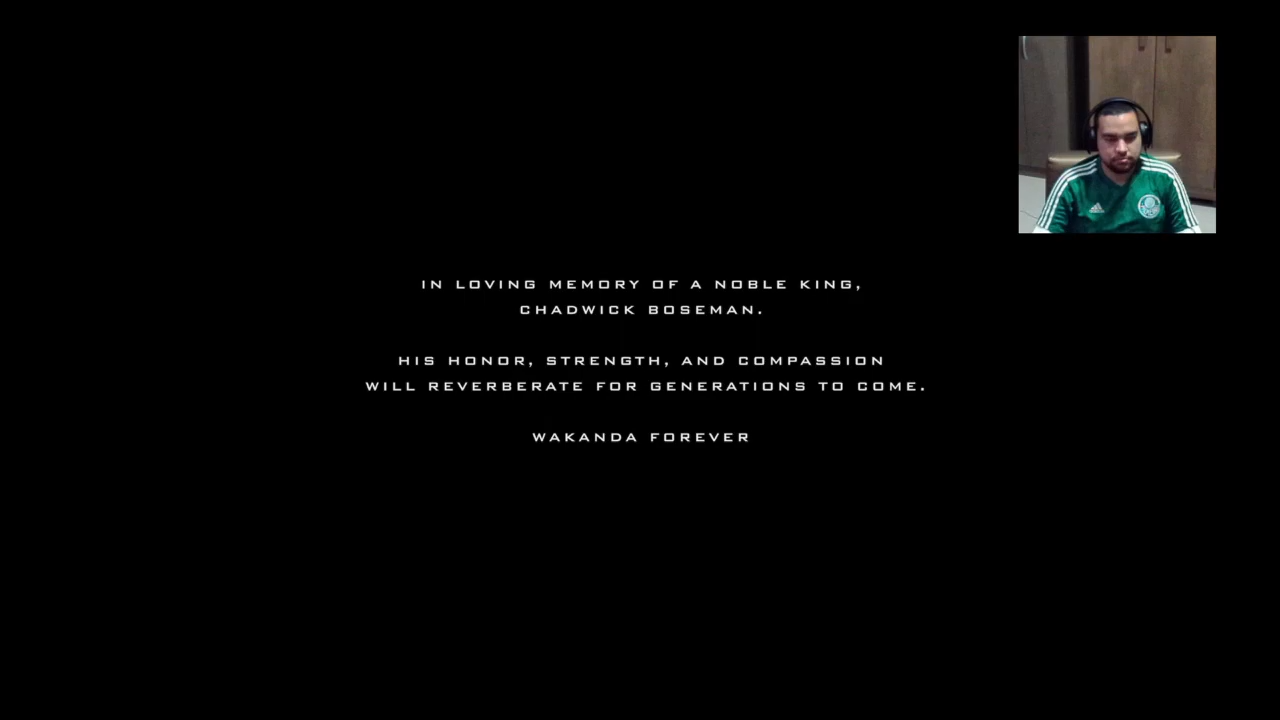 IN LOVING MEMORY OF A NOBLE KING,
CHADWICK BOSEMAN.
HIS HONOR, STRENGTH, AND COMPASSION
WILL REVERBERATE FOR GENERATIONS TO COME.
WAKANDA FOREVER